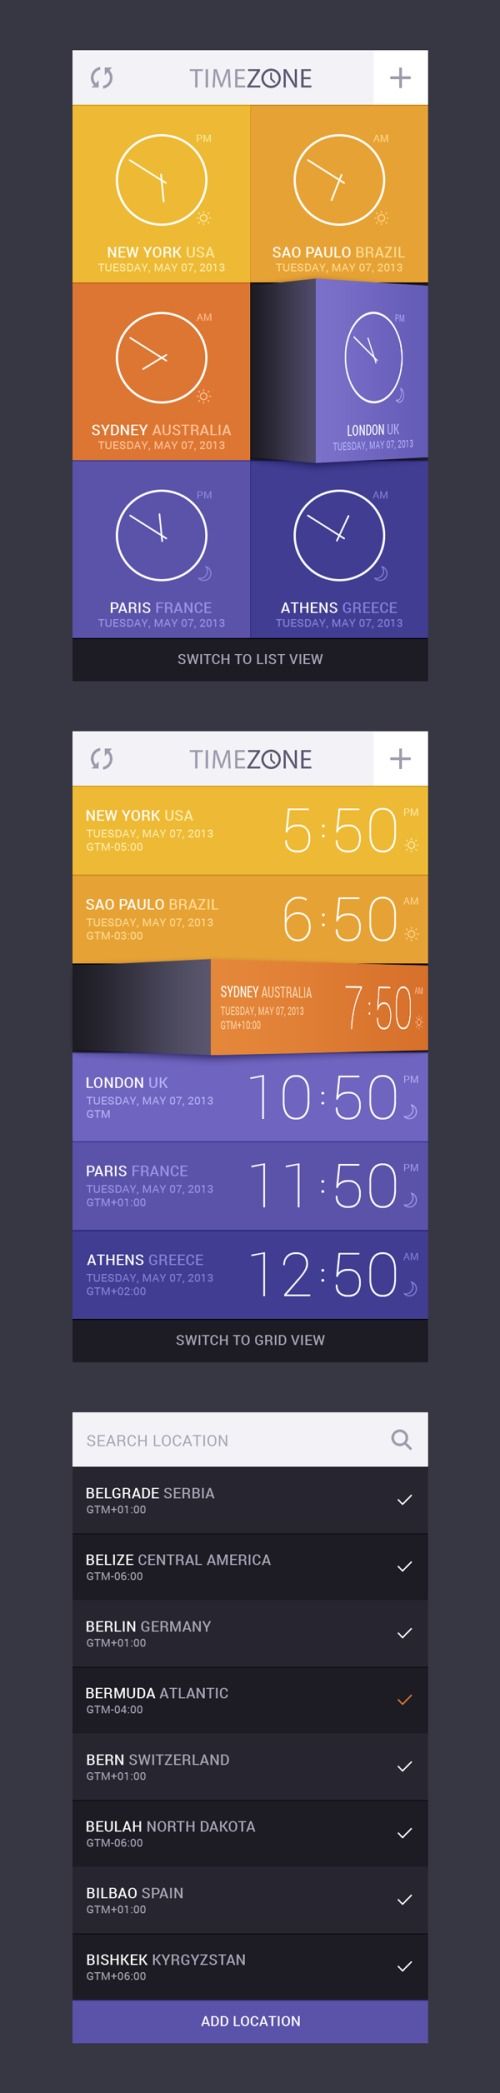 TIMEZONE
PM
NEW YORK USA
TUESDAY, MAY 07, 2013
AM
SAO PAULO BRAZIL
TUESDAY, MAY 07, 2013
AM
SYDNEY AUSTRALIA
TUESDAY, MAY 07, 2013
PM
LONDON UK
TUESDAY, MAY 07, 2013
PM
PARIS FRANCE
TUESDAY, MAY 07, 2013
AM
ATHENS GREECE
TUESDAY, MAY 07, 2013
SWITCH TO LIST VIEW
TIMEZONE
NEW YORK USA
TUESDAY, MAY 07, 2013
GTM-05:00
5:50 PM
SAO PAULO BRAZIL
TUESDAY, MAY 07, 2013
GTM-03:00
6:50 AM
SYDNEY AUSTRALIA
TUESDAY, MAY 07, 2013
GTM+10:00
7:50 AM
LONDON UK
TUESDAY, MAY 07, 2013
GTM
10:50 PM
PARIS FRANCE
TUESDAY, MAY 07, 2013
GTM+01:00
11:50 PM
ATHENS GREECE
TUESDAY, MAY 07, 2013
GTM+02:00
12:50 AM
SWITCH TO GRID VIEW
SEARCH LOCATION
BELGRADE SERBIA
GTM+01:00
BELIZE CENTRAL AMERICA
GTM-06:00
BERLIN GERMANY
GTM+01:00
BERMUDA ATLANTIC
GTM-04:00
BERN SWITZERLAND
GTM+01:00
BEULAH NORTH DAKOTA
GTM-06:00
BILBAO SPAIN
GTM+01:00
BISHKEK KYRGYZSTAN
GTM+06:00
ADD LOCATION